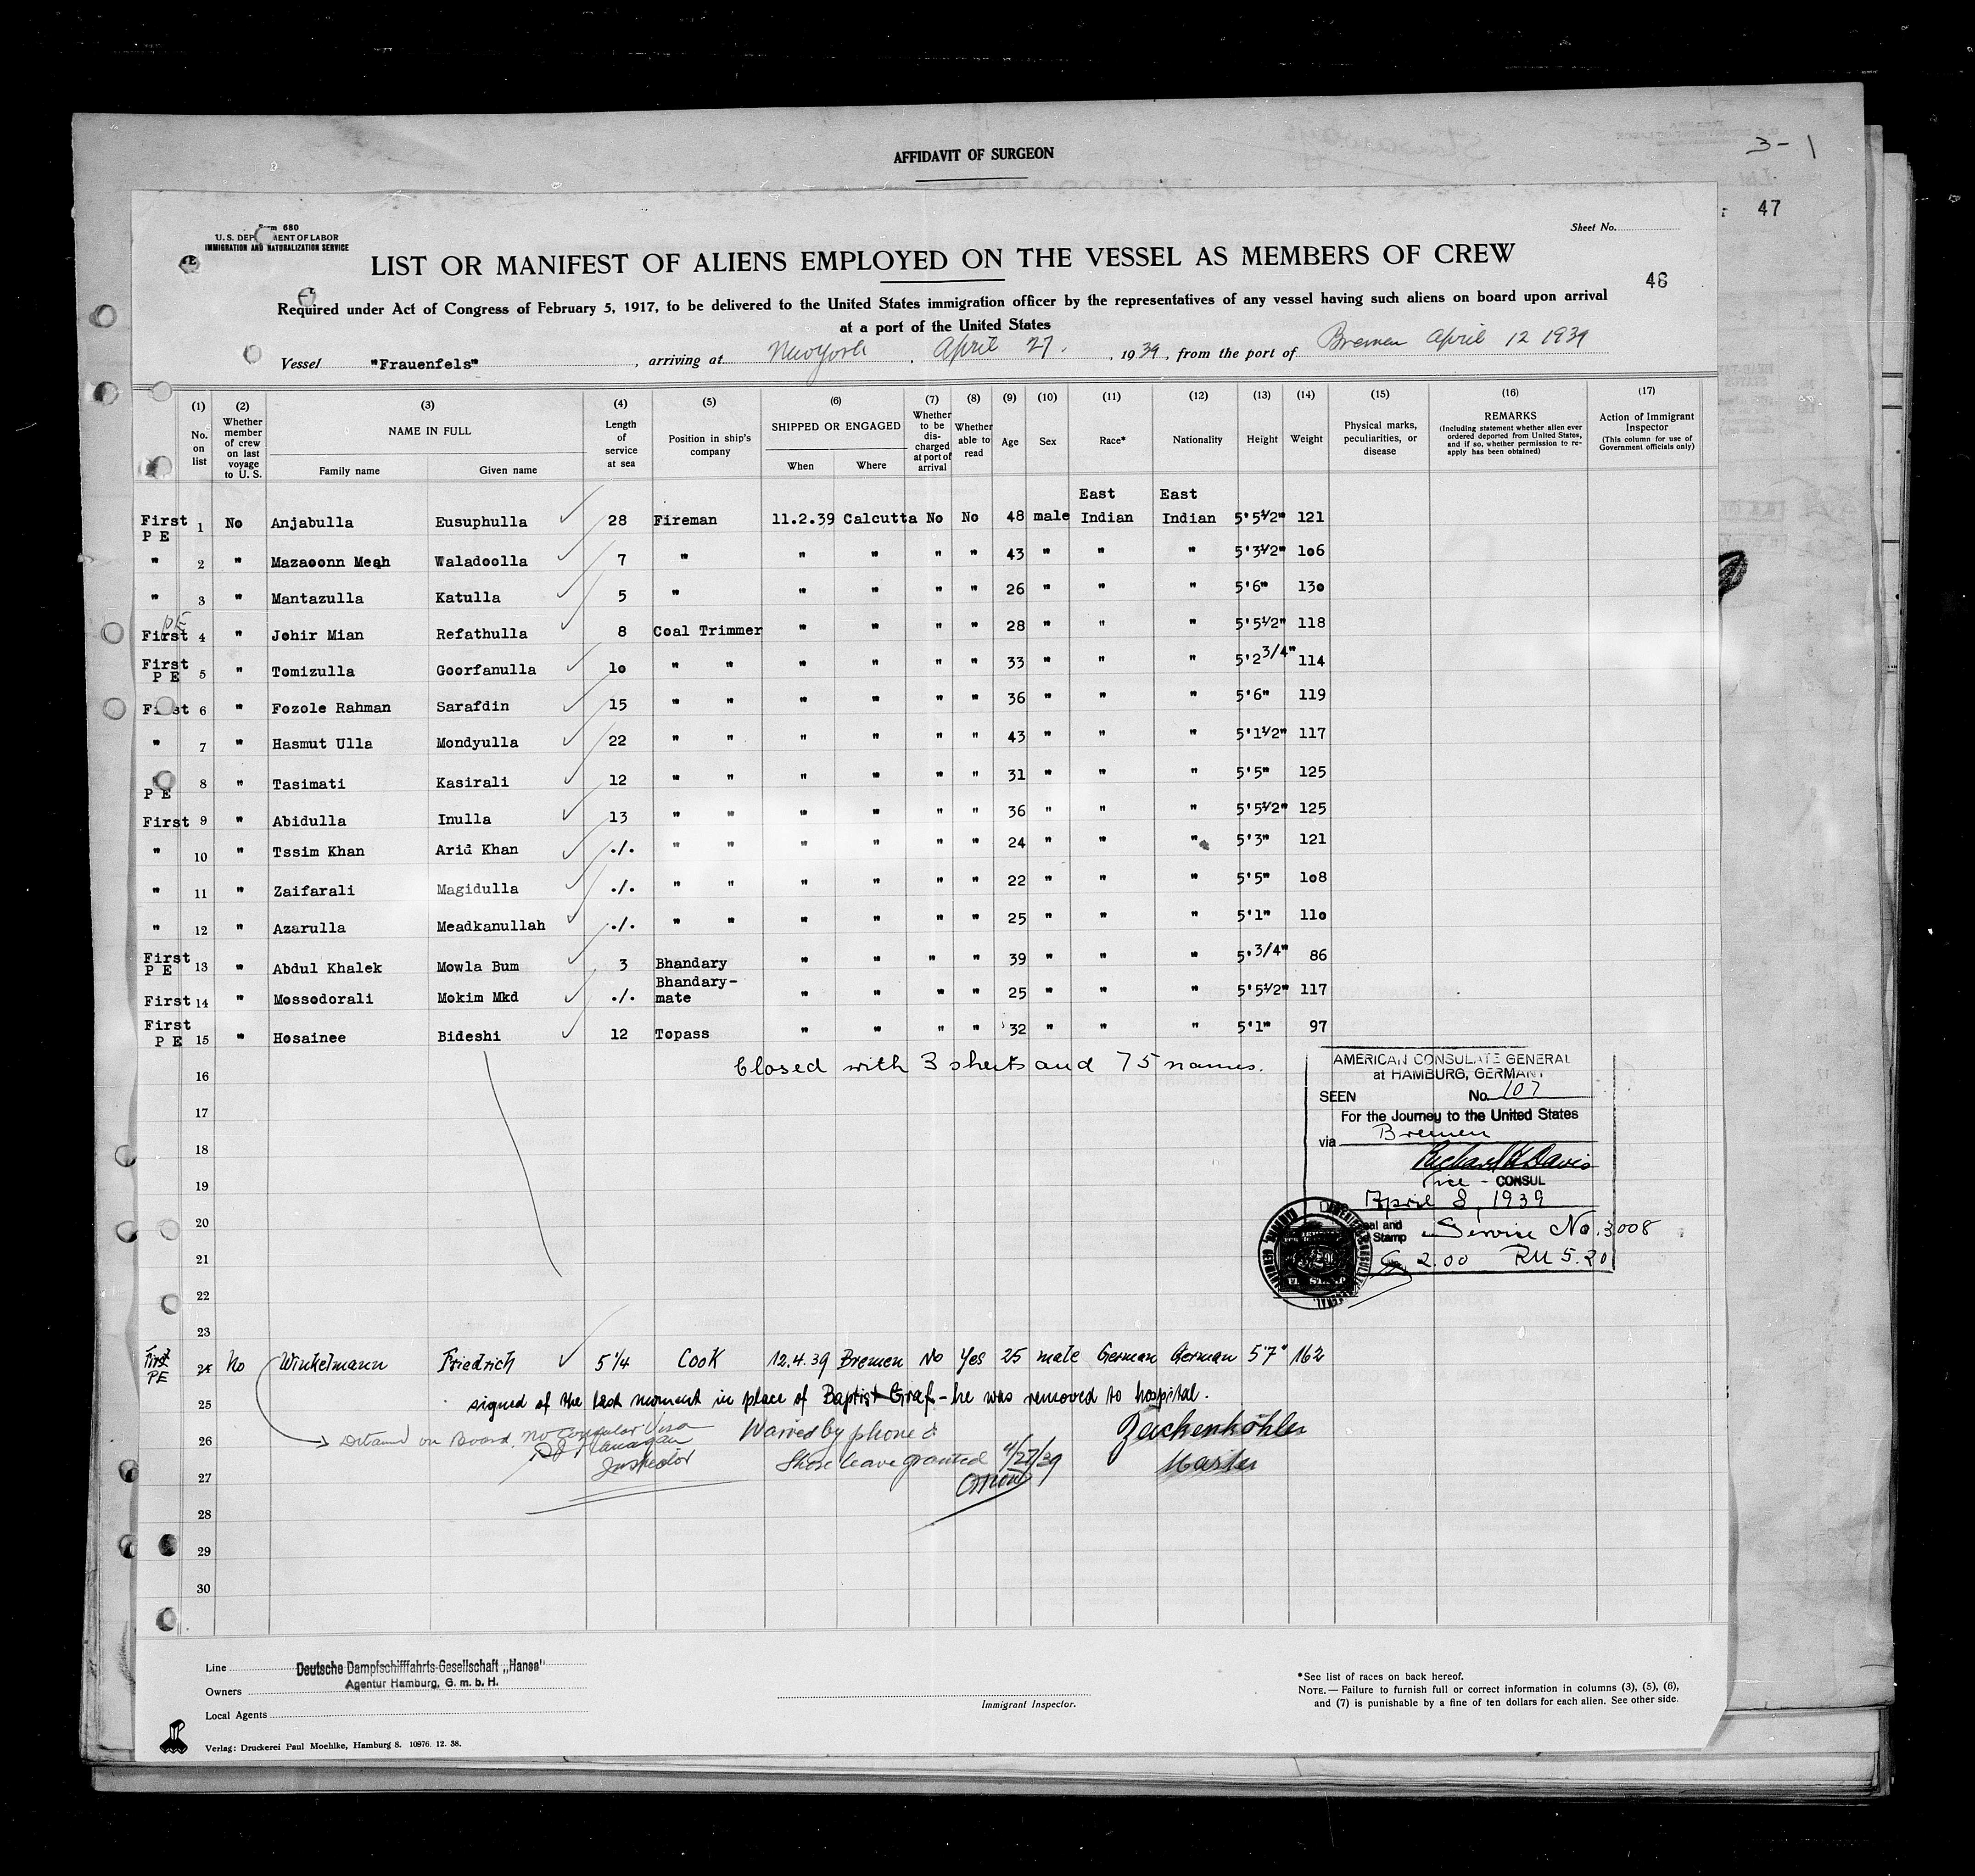 AFFIDAVIT OF SURGEON
3-1
47
Form 680
U. S. DEPARTMENT OF LABOR
IMMIGRATION AND NATURALIZATION SERVICE
Sheet No.
LIST OR MANIFEST OF ALIENS EMPLOYED ON THE VESSEL AS MEMBERS OF CREW
46
Required under Act of Congress of February 5, 1917, to be delivered to the United States immigration officer by the representatives of any vessel having such aliens on board upon arrival
at a port of the United States
Vessel "Frauenfels", arriving at New York, April 27., 1939, from the port of Bremen April 12 1939
(1) (2) (3) (4) (5) (6) (7) (8) (9) (10) (11) (12) (13) (14) (15) (16) (17)
No. on list
Whether member of crew on last voyage to U. S.
NAME IN FULL
Family name Given name
Length of service at sea
Position in ship's company
SHIPPED OR ENGAGED
When Where
Whether to be discharged at port of arrival
Whether able to read
Age
Sex
Race*
Nationality
Height
Weight
Physical marks, peculiarities, or disease
REMARKS
(Including statement whether alien ever ordered deported from United States, and if so, whether permission to reapply has been obtained)
Action of Immigrant Inspector
(This column for use of Government officials only)
First P E 1 No Anjabulla Eusuphulla 28 Fireman 11.2.39 Calcutta No No 48 male East Indian East Indian 5'5½" 121
" 2 " Mazaoonn Meah Waladoolla 7 " " " " " 43 " " " 5'3½" 106
" 3 " Mantazulla Katulla 5 " " " " " 26 " " " 5'6" 130
First PE 4 " Johir Mian Refathulla 8 Coal Trimmer " " " " 28 " " " 5'5½" 118
First P E 5 " Tomizulla Goorfanulla 10 " " " " " " 33 " " " 5'2 3/4" 114
First 6 " Fozole Rahman Sarafdin 15 " " " " " " 36 " " " 5'6" 119
" 7 " Hasmut Ulla Mondyulla 22 " " " " " " 43 " " " 5'1½" 117
P E 8 " Tasimati Kasirali 12 " " " " " " 31 " " " 5'5" 125
First 9 " Abidulla Inulla 13 " " " " " " 36 " " " 5'5½" 125
" 10 " Tssim Khan Arid Khan ./. " " " " " " 24 " " " 5'3" 121
" 11 " Zaifarali Magidulla ./. " " " " " " 22 " " " 5'5" 108
" 12 " Azarulla Meadkanullah ./. " " " " " " 25 " " " 5'1" 110
First P E 13 " Abdul Khalek Mowla Bum 3 Bhandary " " " " 39 " " " 5' 3/4" 86
First 14 " Mossodorali Mokim Mkd ./. Bhandary-mate " " " " 25 " " " 5'5½" 117
First P E 15 " Hosainee Bideshi 12 Topass " " " " 32 " " " 5'1" 97
16 Closed with 3 sheets and 75 names.
17
18
19
20
21
22
23
AMERICAN CONSULATE GENERAL
at HAMBURG, GERMANY
SEEN No. 107
For the Journey to the United States
via Bremen
Richard H Davis
Vice - CONSUL
April 8, 1939
Seal and
Stamp Service No. 3008
2.00 RM 5.20
First PE 24 No Winkelmann Friedrich 5 1/4 Cook 12.4.39 Bremen No Yes 25 male German German 5'7" 162
25 signed of the last moment in place of Baptist Graf - he was removed to hospital.
26 Detained on Board. No Consular Visa Waived by phone & Zeichenköhler
Inspector Shore leave granted 4/27/39 Master
27
28
29
30
Line Deutsche Dampfschifffahrts-Gesellschaft „Hansa"
Owners Agentur Hamburg, G. m. b. H.
Local Agents
Immigrant Inspector.
*See list of races on back hereof.
NOTE.—Failure to furnish full or correct information in columns (3), (5), (6),
and (7) is punishable by a fine of ten dollars for each alien. See other side.
Verlag: Druckerei Paul Moehlke, Hamburg 8. 10976. 12. 38.